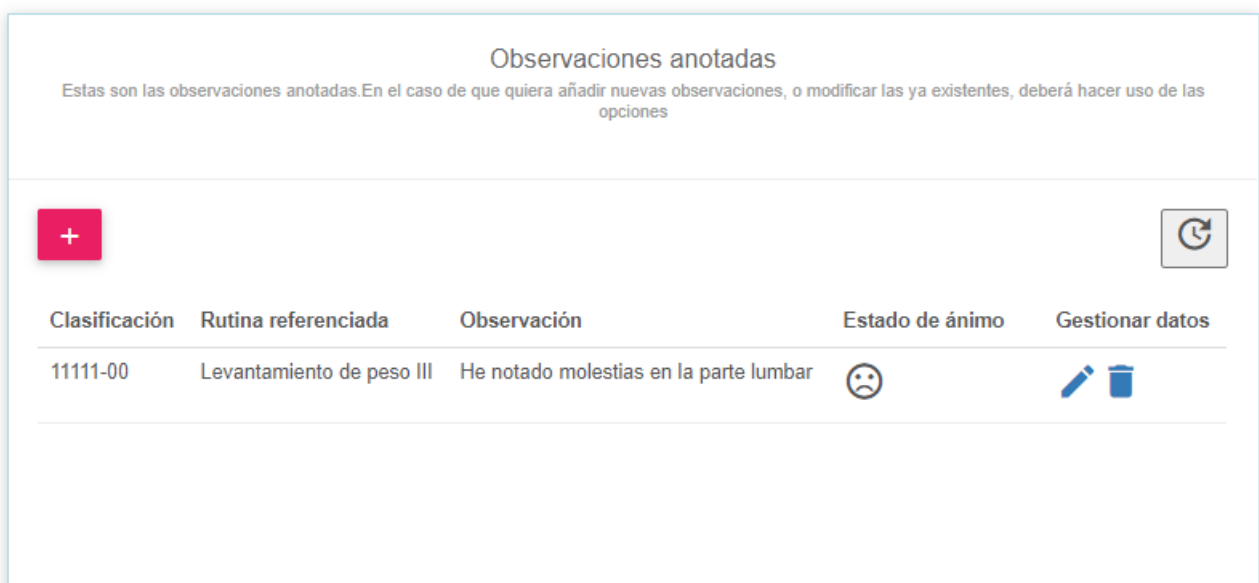 Observaciones anotadas
Estas son las observaciones anotadas.En el caso de que quiera añadir nuevas observaciones, o modificar las ya existentes, deberá hacer uso de las
opciones
+
Clasificación Rutina referenciada Observación Estado de ánimo Gestionar datos
11111-00 Levantamiento de peso III He notado molestias en la parte lumbar